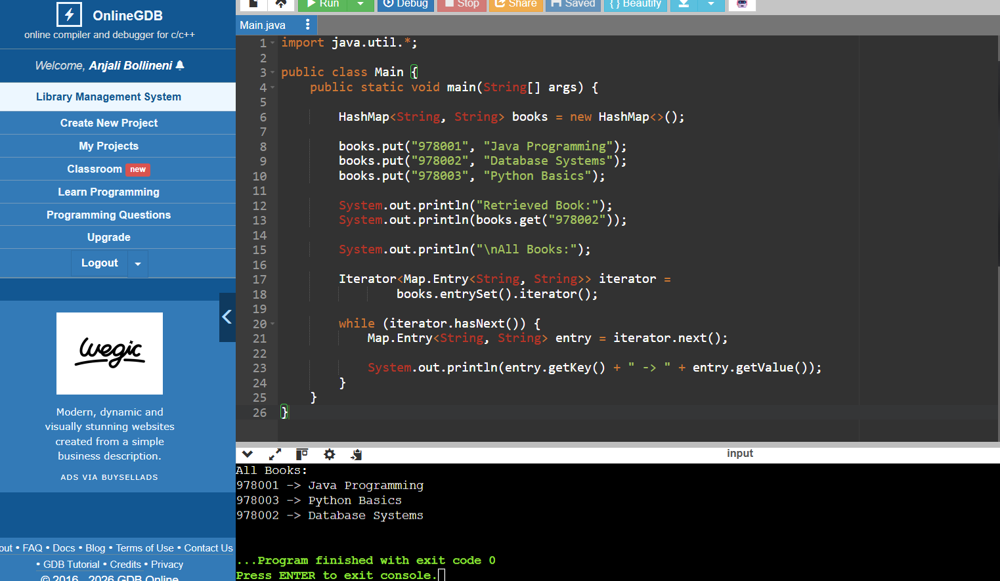 OnlineGDB
online compiler and debugger for c/c++
Welcome, Anjali Bollineni
Library Management System
Create New Project
My Projects
Classroom new
Learn Programming
Programming Questions
Upgrade
Logout
wegic
Modern, dynamic and
visually stunning websites
created from a simple
business description.
ADS VIA BUYSELLADS
out • FAQ • Docs • Blog • Terms of Use • Contact Us
• GDB Tutorial • Credits • Privacy
© 2016 - 2026 GDB Online
Run Debug Stop Share Saved { } Beautify
Main.java
1 import java.util.*;
2
3 public class Main {
4 public static void main(String[] args) {
5
6 HashMap<String, String> books = new HashMap<>();
7
8 books.put("978001", "Java Programming");
9 books.put("978002", "Database Systems");
10 books.put("978003", "Python Basics");
11
12 System.out.println("Retrieved Book:");
13 System.out.println(books.get("978002"));
14
15 System.out.println("\nAll Books:");
16
17 Iterator<Map.Entry<String, String>> iterator =
18 books.entrySet().iterator();
19
20 while (iterator.hasNext()) {
21 Map.Entry<String, String> entry = iterator.next();
22
23 System.out.println(entry.getKey() + " -> " + entry.getValue());
24 }
25 }
26 }
input
All Books:
978001 -> Java Programming
978003 -> Python Basics
978002 -> Database Systems
...Program finished with exit code 0
Press ENTER to exit console.